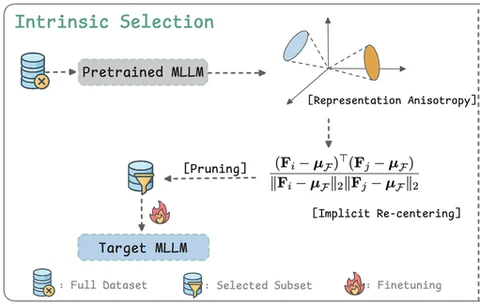 Intrinsic Selection
Pretrained MLLM
[Representation Anisotropy]
[Pruning]
(F_i − μ_F)^⊤(F_j − μ_F)
‖F_i − μ_F‖_2‖F_j − μ_F‖_2
[Implicit Re-centering]
Target MLLM
: Full Dataset : Selected Subset : Finetuning